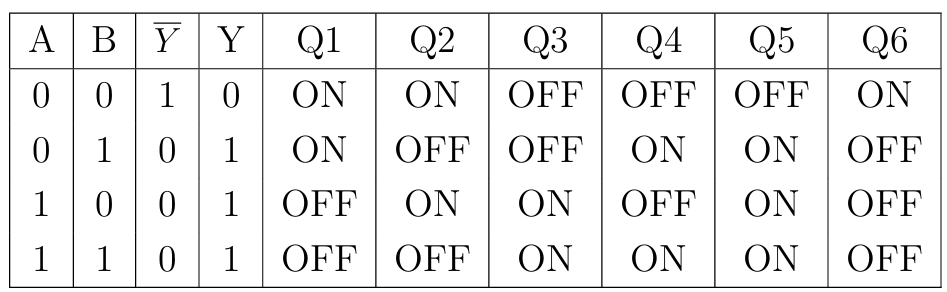 A B Y̅ Y Q1 Q2 Q3 Q4 Q5 Q6
0 0 1 0 ON ON OFF OFF OFF ON
0 1 0 1 ON OFF OFF ON ON OFF
1 0 0 1 OFF ON ON OFF ON OFF
1 1 0 1 OFF OFF ON ON ON OFF